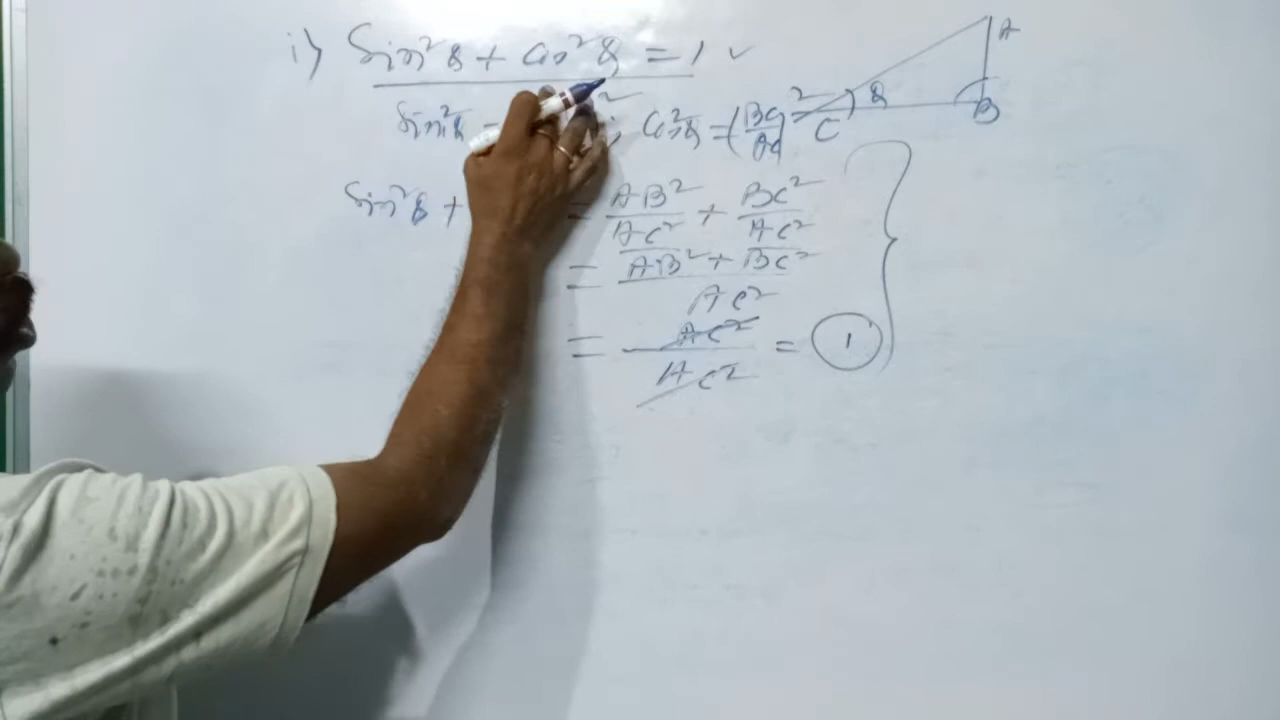 i) Sin²θ + Cos²θ = 1 ✓
A
Sin²θ = ² ; Cos²θ = (BC/AC)²
C θ B
Sin²θ + = AB²/AC² + BC²/AC²
= AB² + BC²/AC²
= AC²/AC² = 1